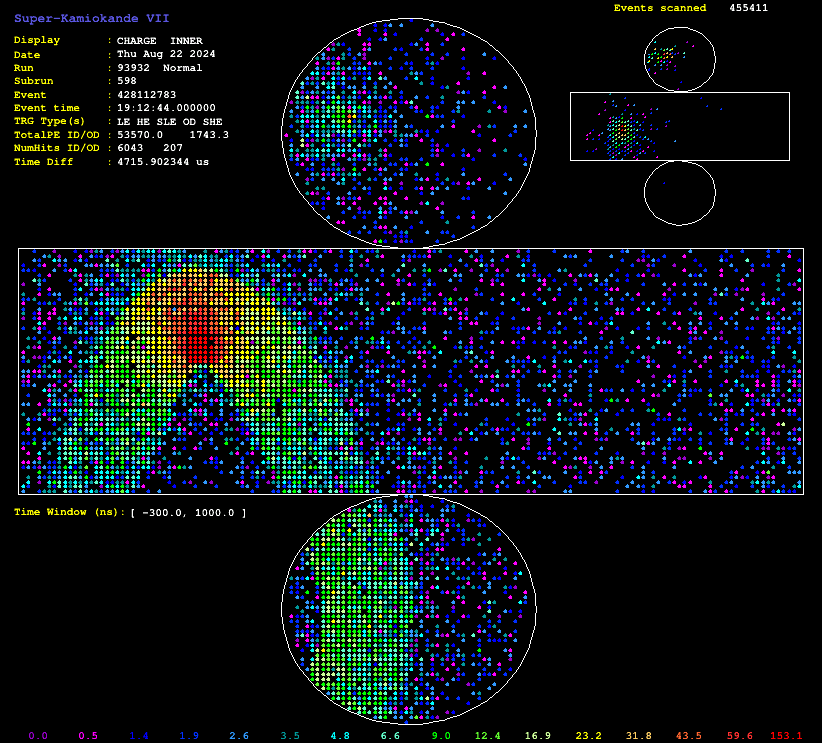 Super-Kamiokande VII
Events scanned 455411
Display : CHARGE INNER
Date : Thu Aug 22 2024
Run : 93932 Normal
Subrun : 598
Event : 428112783
Event time : 19:12:44.000000
TRG Type(s) : LE HE SLE OD SHE
TotalPE ID/OD : 53570.0 1743.3
NumHits ID/OD : 6043 207
Time Diff : 4715.902344 us
Time Window (ns): [ -300.0, 1000.0 ]
0.0 0.5 1.4 1.9 2.6 3.5 4.8 6.6 9.0 12.4 16.9 23.2 31.8 43.5 59.6 153.1